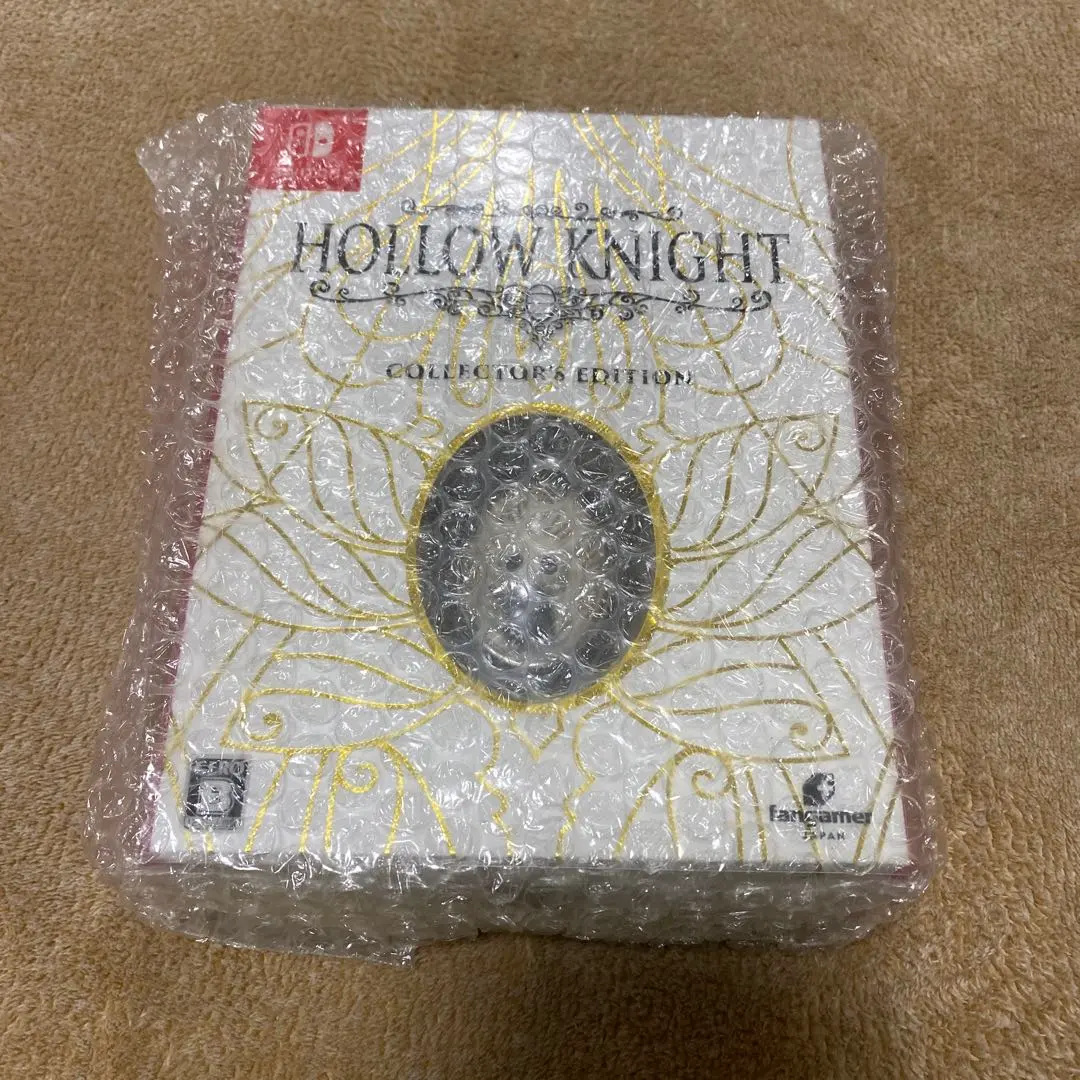 HOLLOW KNIGHT
COLLECTOR'S EDITION
B
fangamer
JAPAN